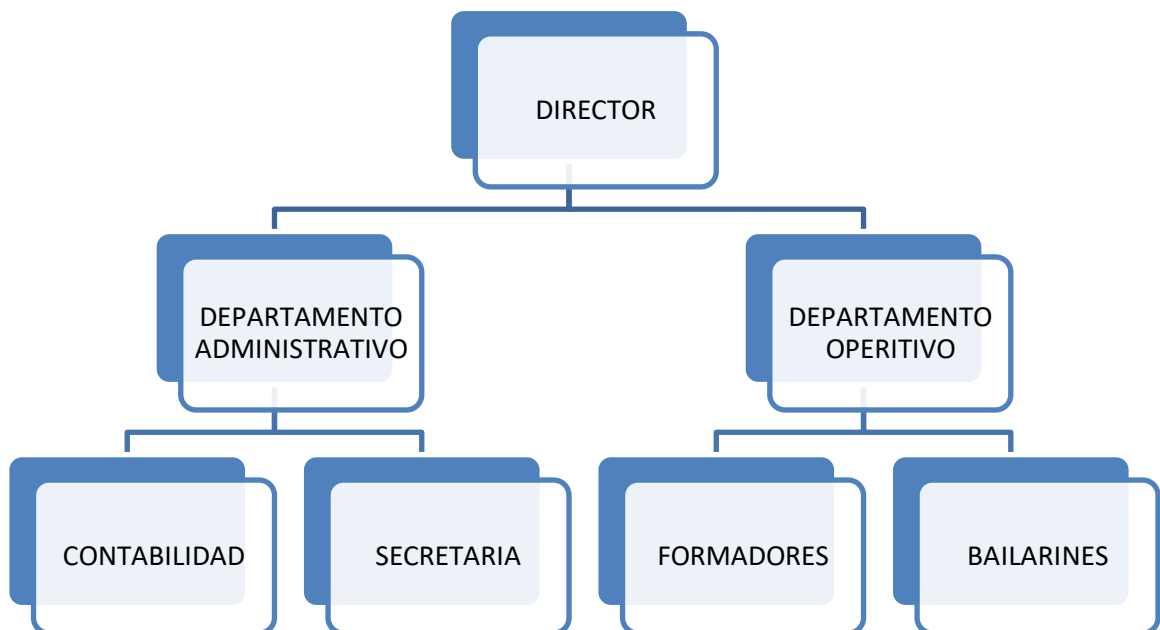 DIRECTOR
DEPARTAMENTO
ADMINISTRATIVO
DEPARTAMENTO
OPERITIVO
CONTABILIDAD
SECRETARIA
FORMADORES
BAILARINES